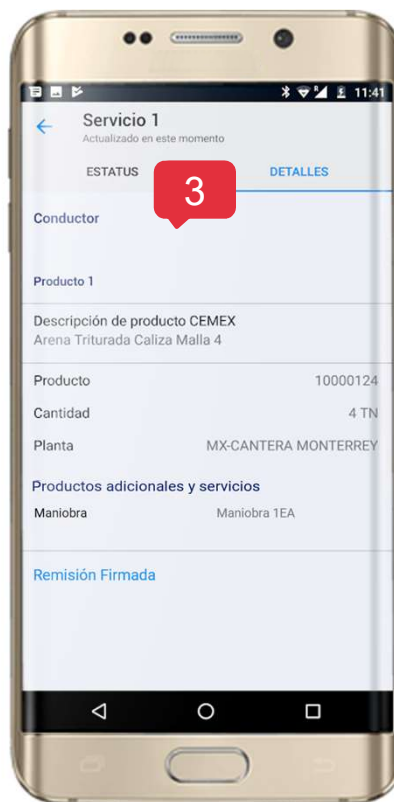 11:41
Servicio 1
Actualizado en este momento
ESTATUS
3
DETALLES
Conductor
Producto 1
Descripción de producto CEMEX
Arena Triturada Caliza Malla 4
Producto 10000124
Cantidad 4 TN
Planta MX-CANTERA MONTERREY
Productos adicionales y servicios
Maniobra Maniobra 1EA
Remisión Firmada